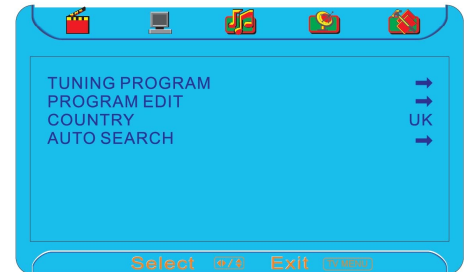 TUNING PROGRAM
PROGRAM EDIT
COUNTRY UK
AUTO SEARCH
Select Exit